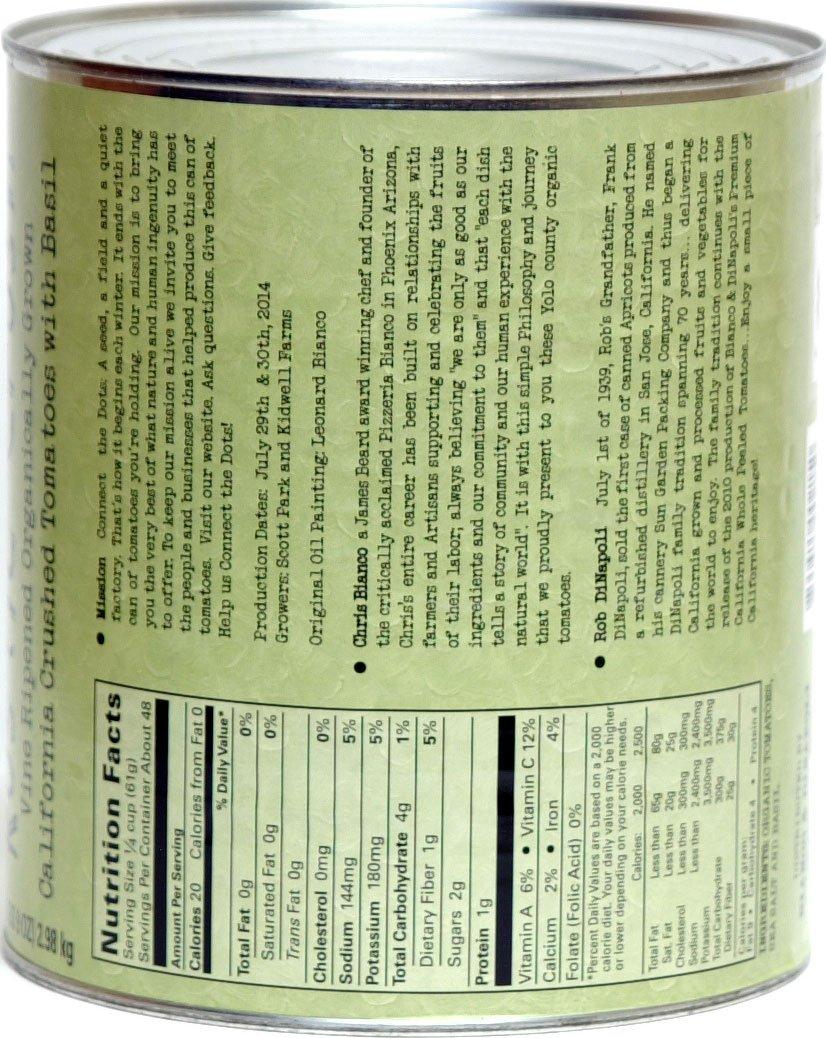 Vine Ripened Organically Grown
California Crushed Tomatoes with Basil
OZ) 2.98 kg
• Mission Connect the Dots: A seed, a field and a quiet
factory. That's how it begins each winter. It ends with the
can of tomatoes you're holding. Our mission is to bring
you the very best of what nature and human ingenuity has
to offer. To keep our mission alive we invite you to meet
the people and businesses that helped produce this can of
tomatoes. Visit our website. Ask questions. Give feedback.
Help us Connect the Dots!
Production Dates: July 29th & 30th, 2014
Growers: Scott Park and Kidwell Farms
Original Oil Painting: Leonard Bianco
• Chris Bianco a James Beard award winning chef and founder of
the critically acclaimed Pizzeria Bianco in Phoenix Arizona,
Chris's entire career has been built on relationships with
farmers and Artisans supporting and celebrating the fruits
of their labor, always believing "we are only as good as our
ingredients and our commitment to them" and that "each dish
tells a story of community and our human experience with the
natural world". It is with this simple Philosophy and journey
that we proudly present to you these Yolo county organic
tomatoes.
• Rob DiNapoli July 1st of 1939, Rob's Grandfather, Frank
DiNapoli, sold the first case of canned Apricots produced from
a refurbished distillery in San Jose, California. He named
his cannery Sun Garden Packing Company and thus began a
DiNapoli family tradition spanning 70 years... delivering
California grown and processed fruits and vegetables for
the world to enjoy. The family tradition continues with the
release of the 2010 production of Bianco & DiNapoli's Premium
California Whole Peeled Tomatoes...Enjoy a small piece of
California heritage!
Nutrition Facts
Serving Size ¼ cup (61g)
Servings Per Container About 48
Amount Per Serving
Calories 20 Calories from Fat 0
% Daily Value*
Total Fat 0g 0%
Saturated Fat 0g 0%
Trans Fat 0g
Cholesterol 0mg 0%
Sodium 144mg 5%
Potassium 180mg 5%
Total Carbohydrate 4g 1%
Dietary Fiber 1g 5%
Sugars 2g
Protein 1g
Vitamin A 6% • Vitamin C 12%
Calcium 2% • Iron 4%
Folate (Folic Acid) 0%
*Percent Daily Values are based on a 2,000
calorie diet. Your daily values may be higher
or lower depending on your calorie needs.
Calories: 2,000 2,500
Total Fat Less than 65g 80g
Sat. Fat Less than 20g 25g
Cholesterol Less than 300mg 300mg
Sodium Less than 2,400mg 2,400mg
Potassium 3,500mg 3,500mg
Total Carbohydrate 300g 375g
Dietary Fiber 25g 30g
Calories per gram:
Fat 9 • Carbohydrate 4 • Protein 4
INGREDIENTS: ORGANIC TOMATOES,
SEA SALT AND BASIL.